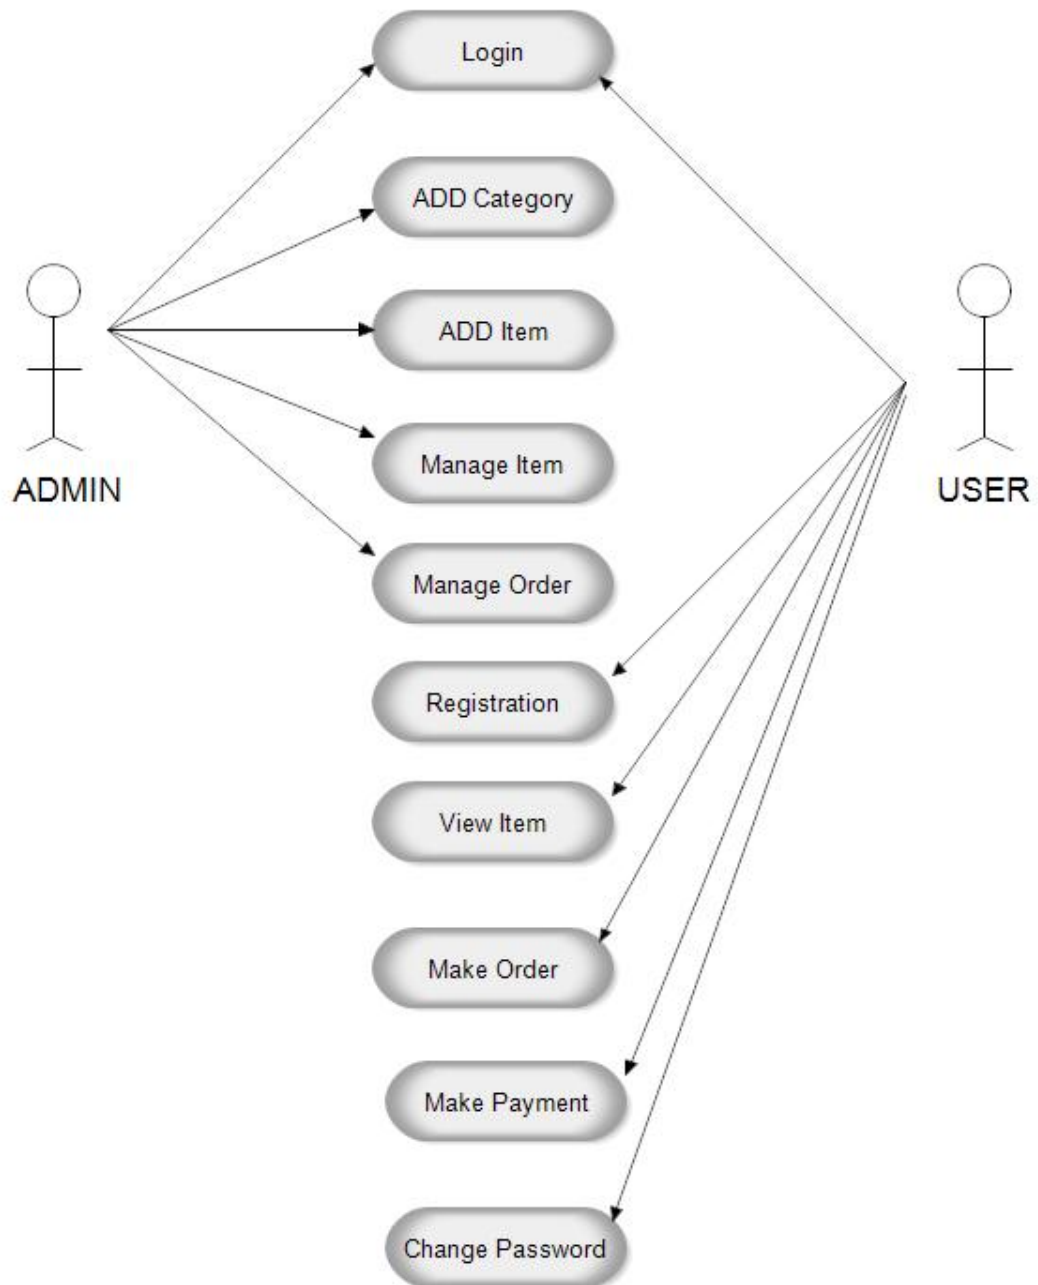 Login
ADD Category
ADD Item
Manage Item
ADMIN
USER
Manage Order
Registration
View Item
Make Order
Make Payment
Change Password